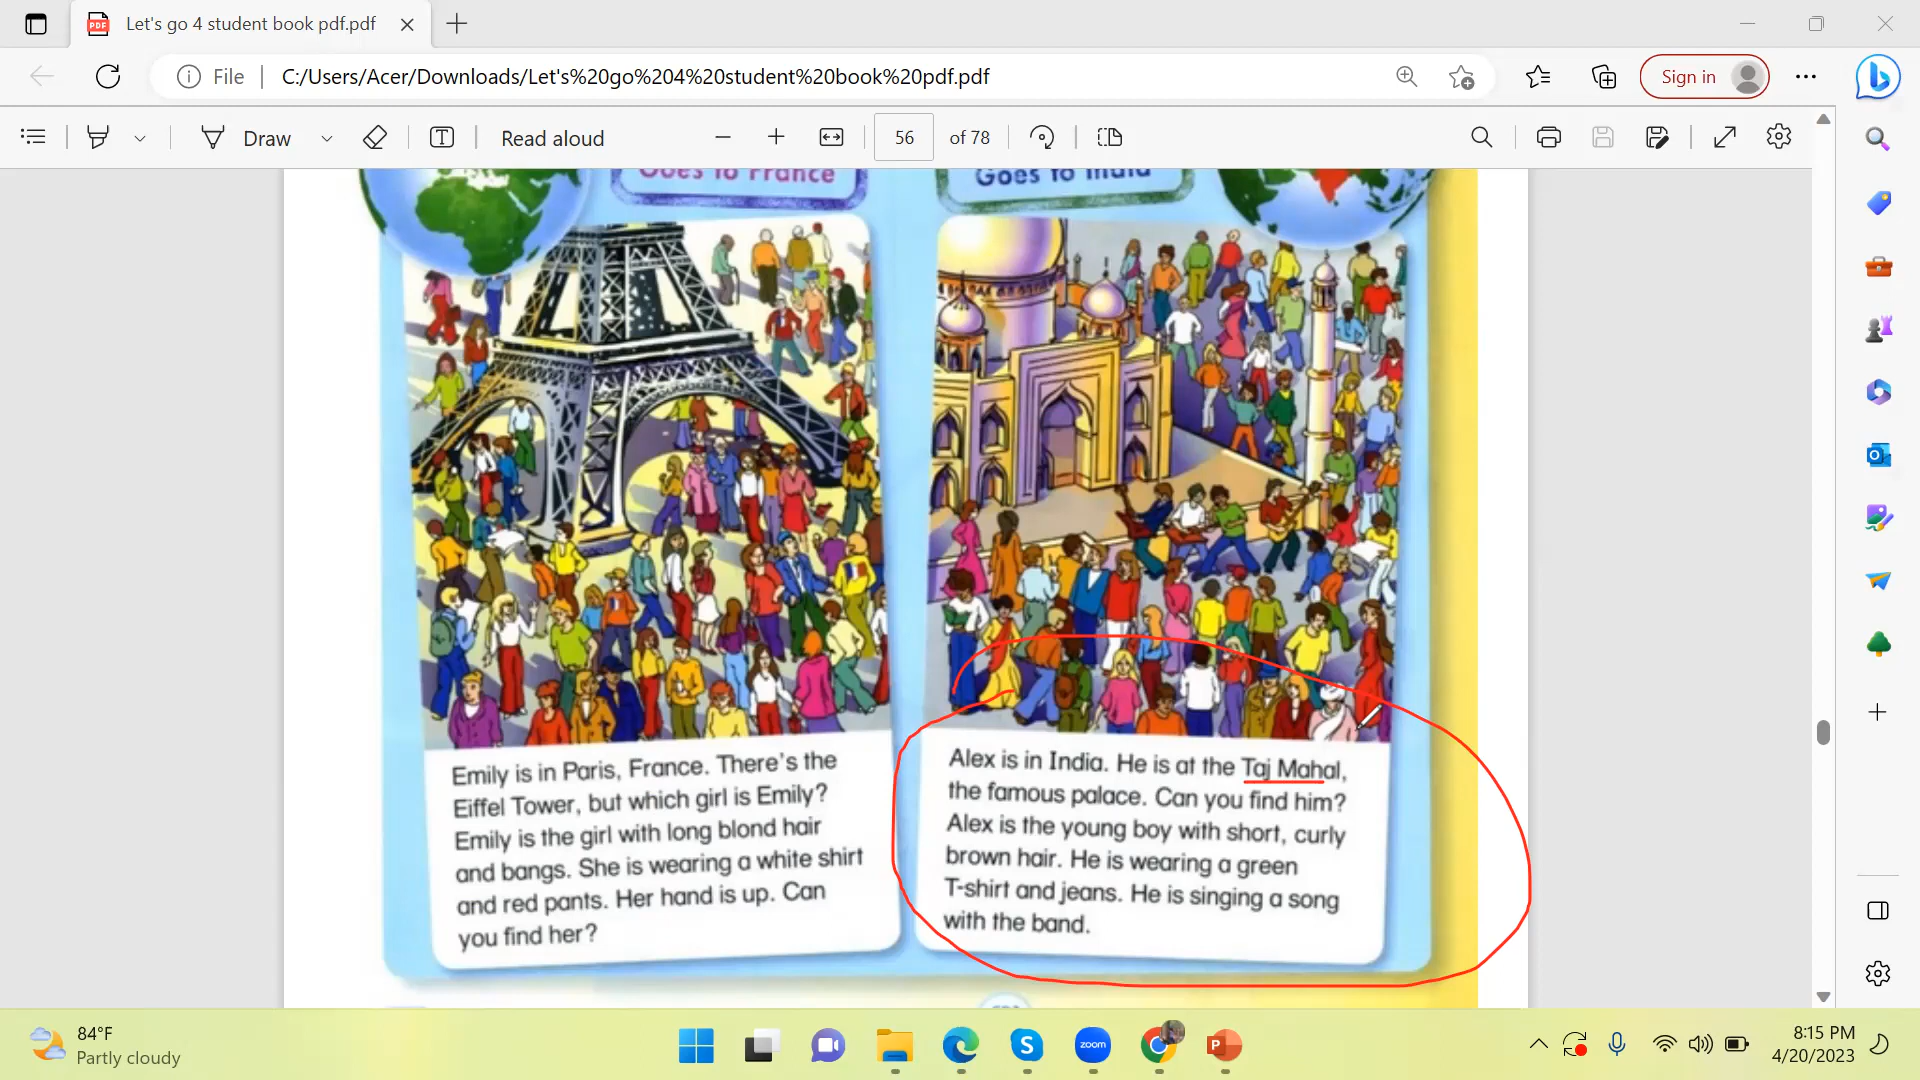 Let's go 4 student book pdf.pdf
File
C:/Users/Acer/Downloads/Let's%20go%204%20student%20book%20pdf.pdf
Sign in
Draw
Read aloud
56
of 78
Goes to France
Goes to India
Emily is in Paris, France. There's the
Eiffel Tower, but which girl is Emily?
Emily is the girl with long blond hair
and bangs. She is wearing a white shirt
and red pants. Her hand is up. Can
you find her?
Alex is in India. He is at the Taj Mahal,
the famous palace. Can you find him?
Alex is the young boy with short, curly
brown hair. He is wearing a green
T-shirt and jeans. He is singing a song
with the band.
84°F
Partly cloudy
zoom
8:15 PM
4/20/2023